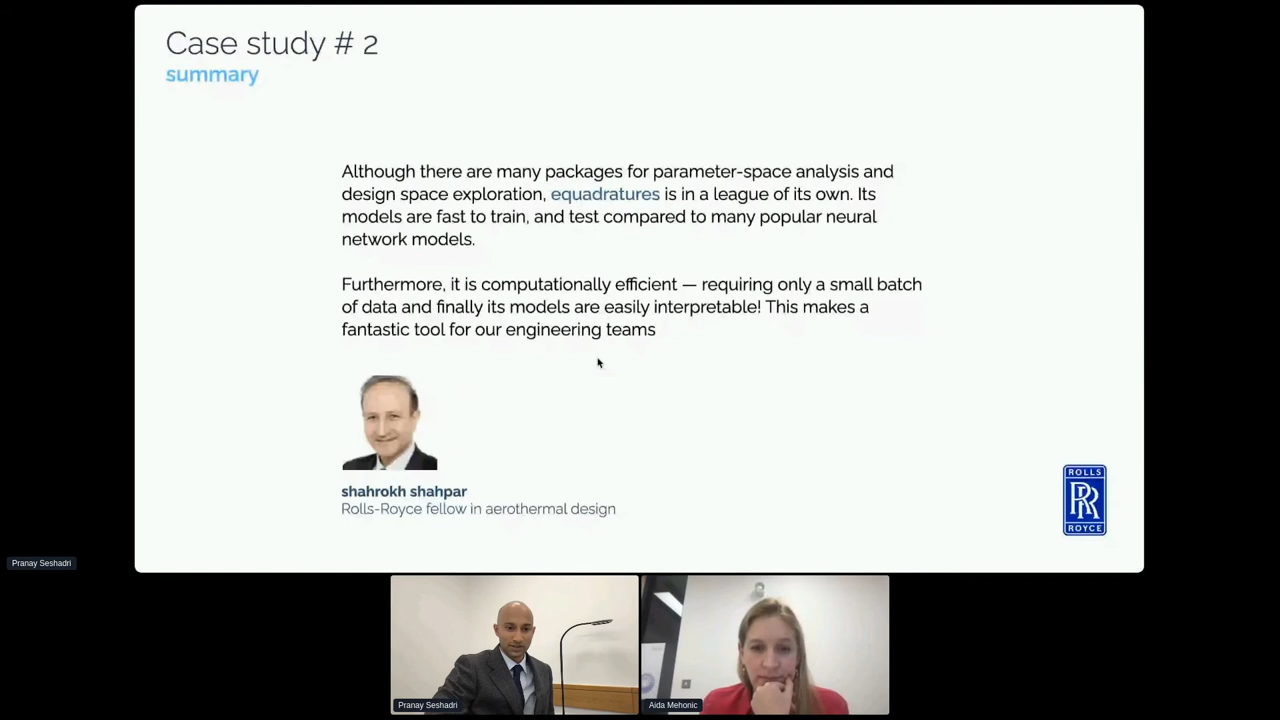 Case study # 2
summary
Although there are many packages for parameter-space analysis and
design space exploration, equadratures is in a league of its own. Its
models are fast to train, and test compared to many popular neural
network models.
Furthermore, it is computationally efficient — requiring only a small batch
of data and finally its models are easily interpretable! This makes a
fantastic tool for our engineering teams
shahrokh shahpar
Rolls-Royce fellow in aerothermal design
ROLLS
RR
ROYCE
Pranay Seshadri
Pranay Seshadri
Aida Mehonic